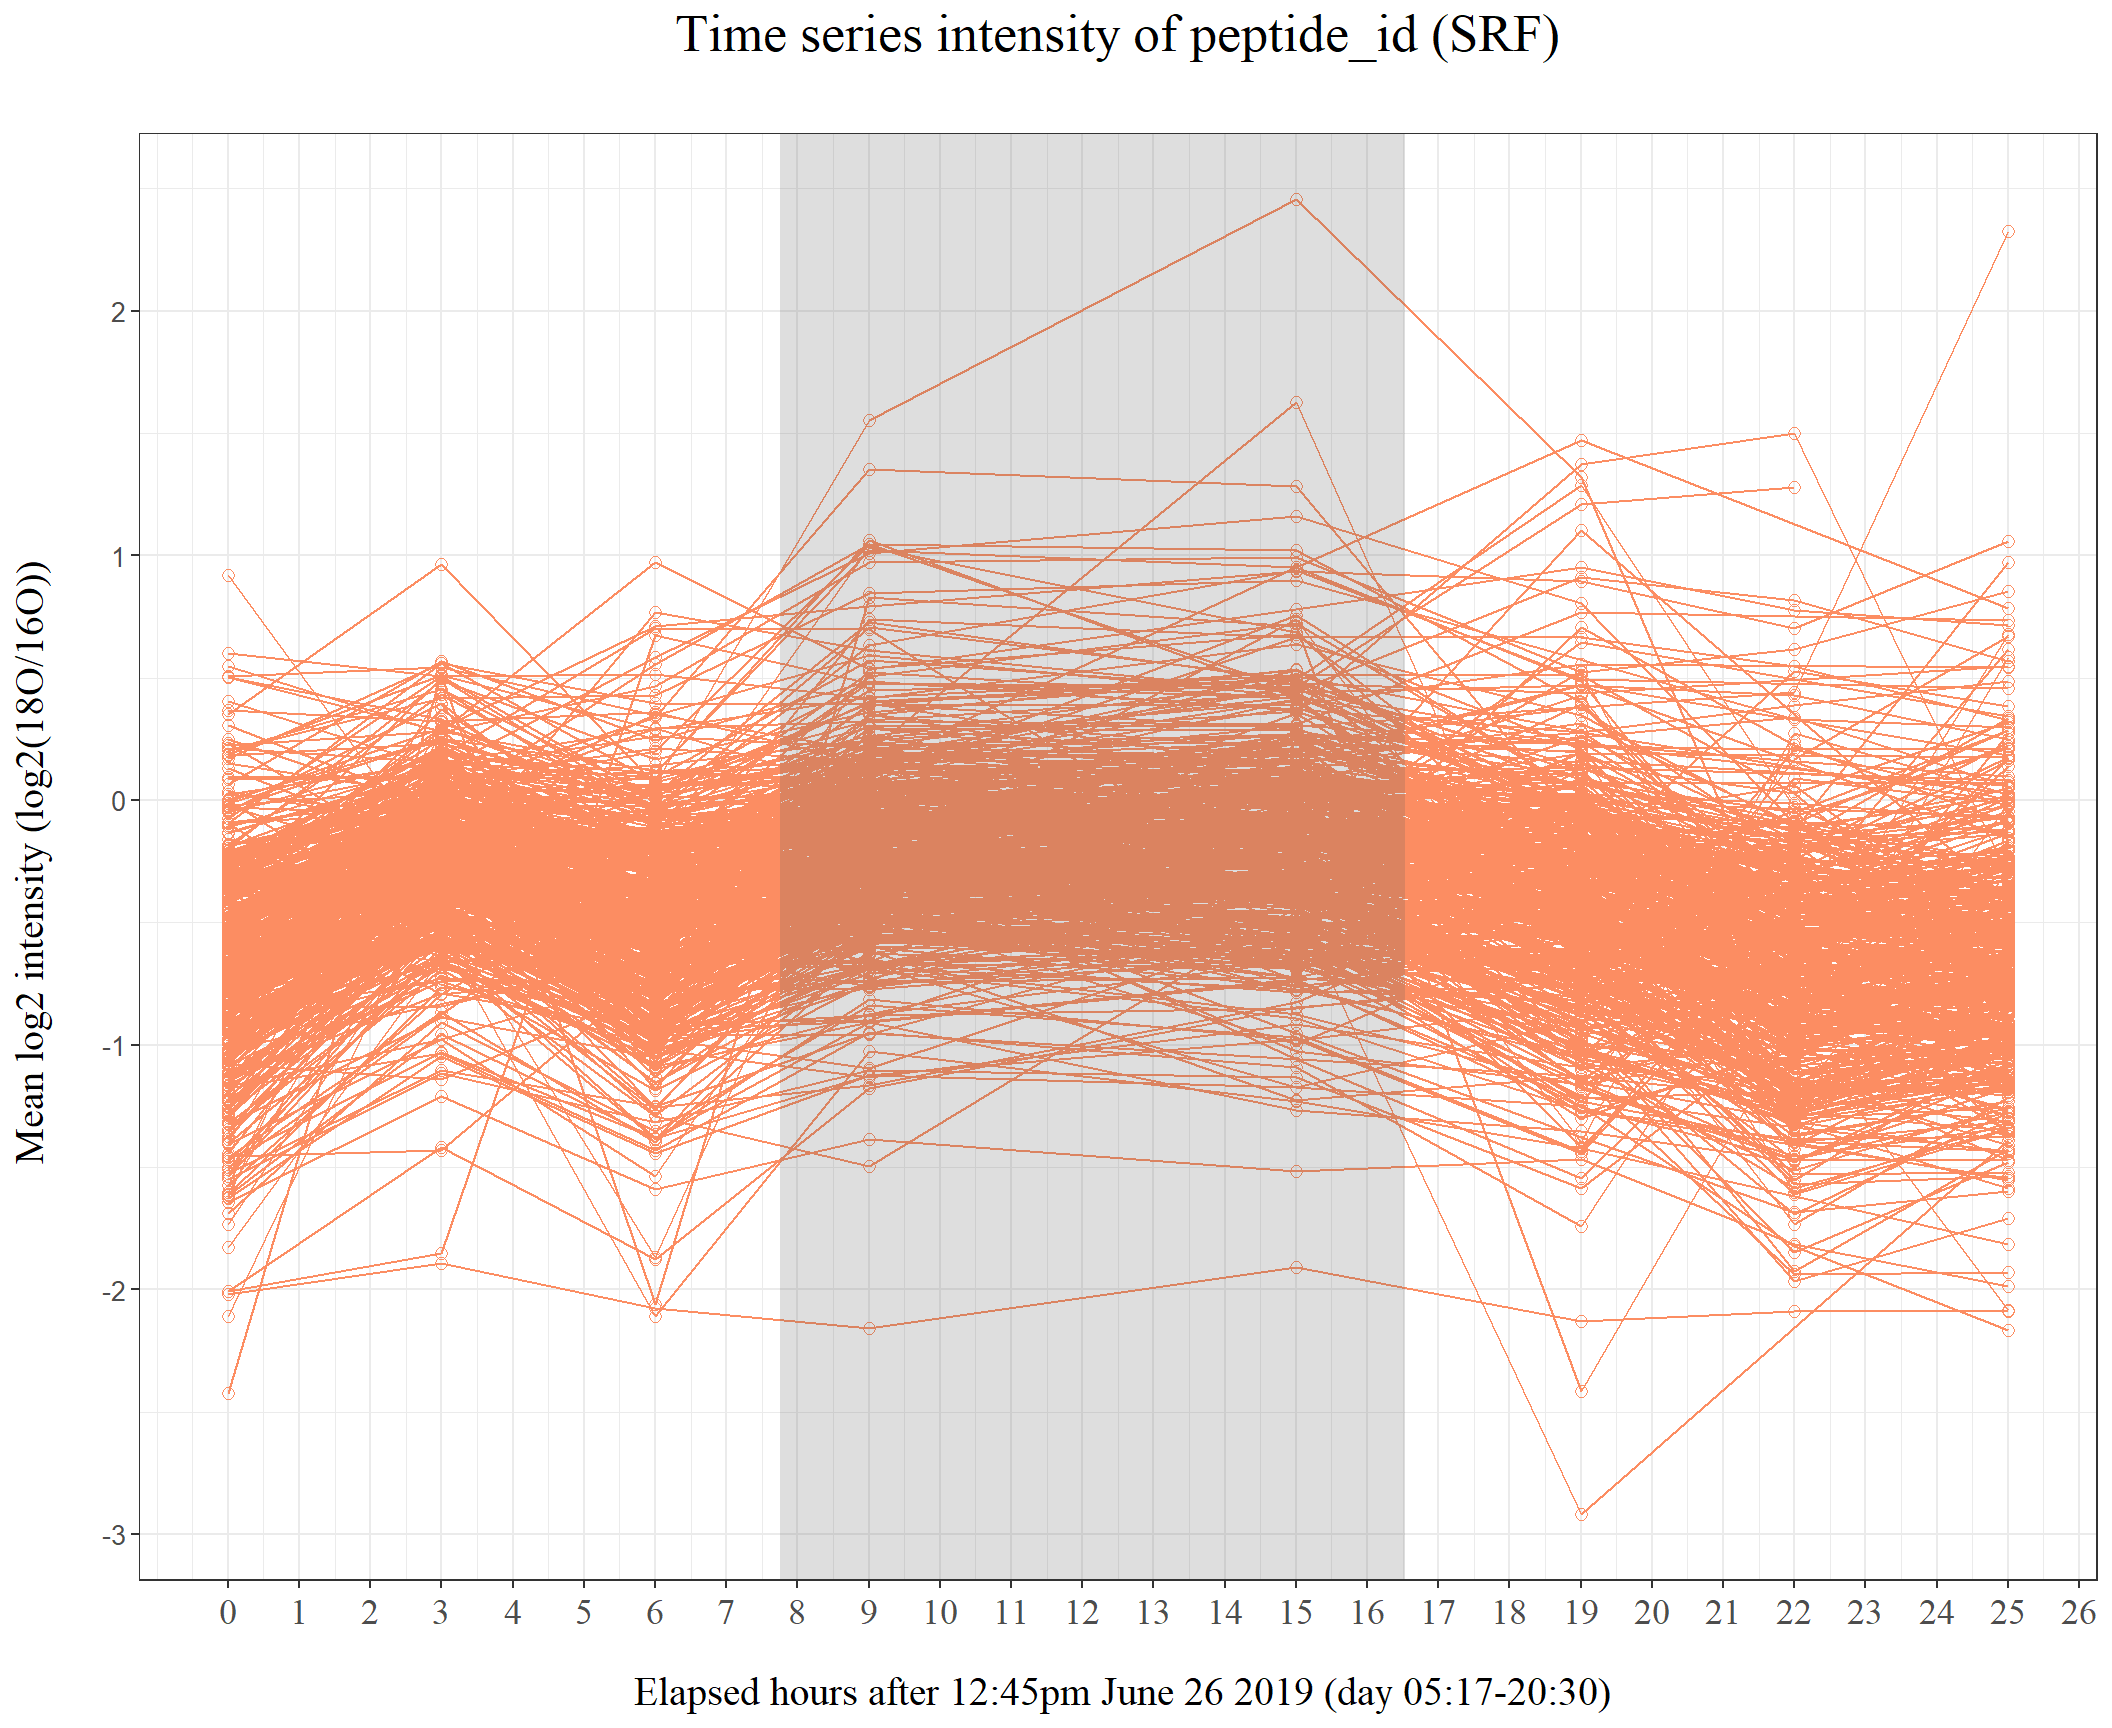 Time series intensity of peptide_id (SRF)
Mean log2 intensity (log2(18O/16O))
2
1
0
-1
-2
-3
0 1 2 3 4 5 6 7 8 9 10 11 12 13 14 15 16 17 18 19 20 21 22 23 24 25 26
Elapsed hours after 12:45pm June 26 2019 (day 05:17-20:30)